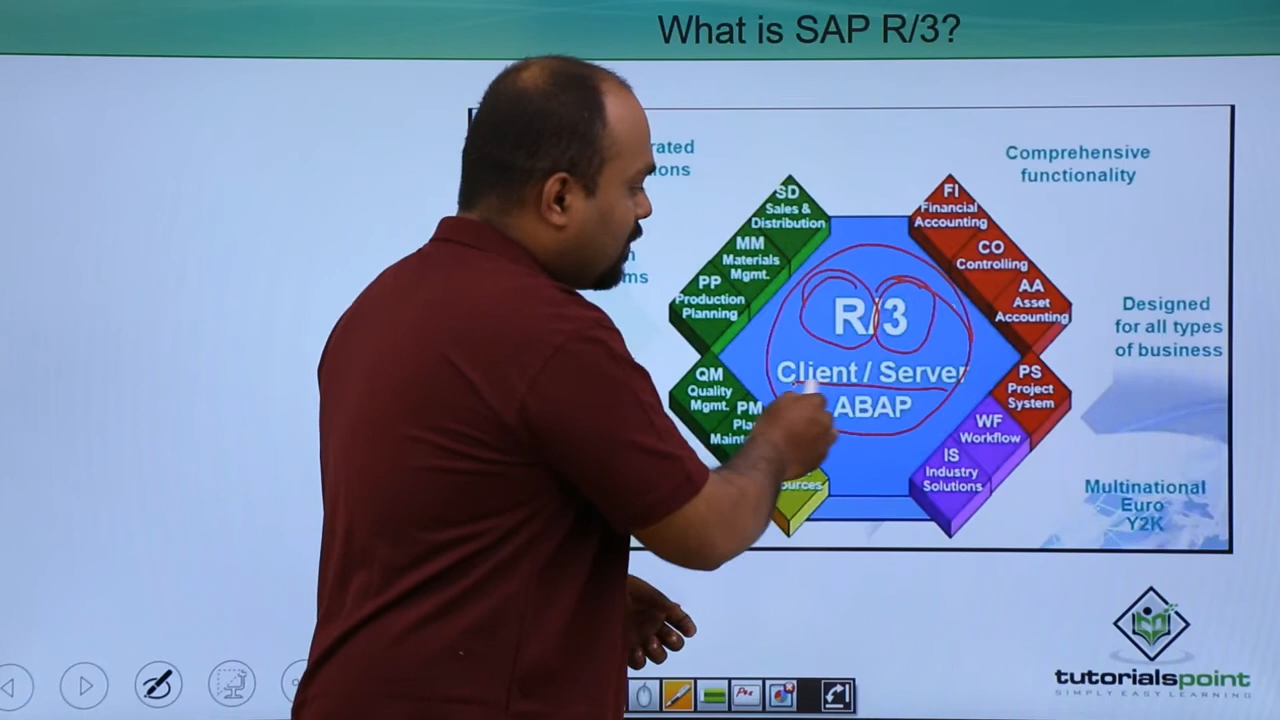 What is SAP R/3?
Comprehensive
functionality
SD
Sales &
Distribution
MM
Materials
Mgmt.
PP
Production
Planning
QM
Quality
Mgmt.
PM
FI
Financial
Accounting
CO
Controlling
AA
Asset
Accounting
PS
Project
System
WF
Workflow
IS
Industry
Solutions
R/3
Client / Server
ABAP
Designed
for all types
of business
Multinational
Euro
Y2K
tutorialspoint
SIMPLY EASY LEARNING